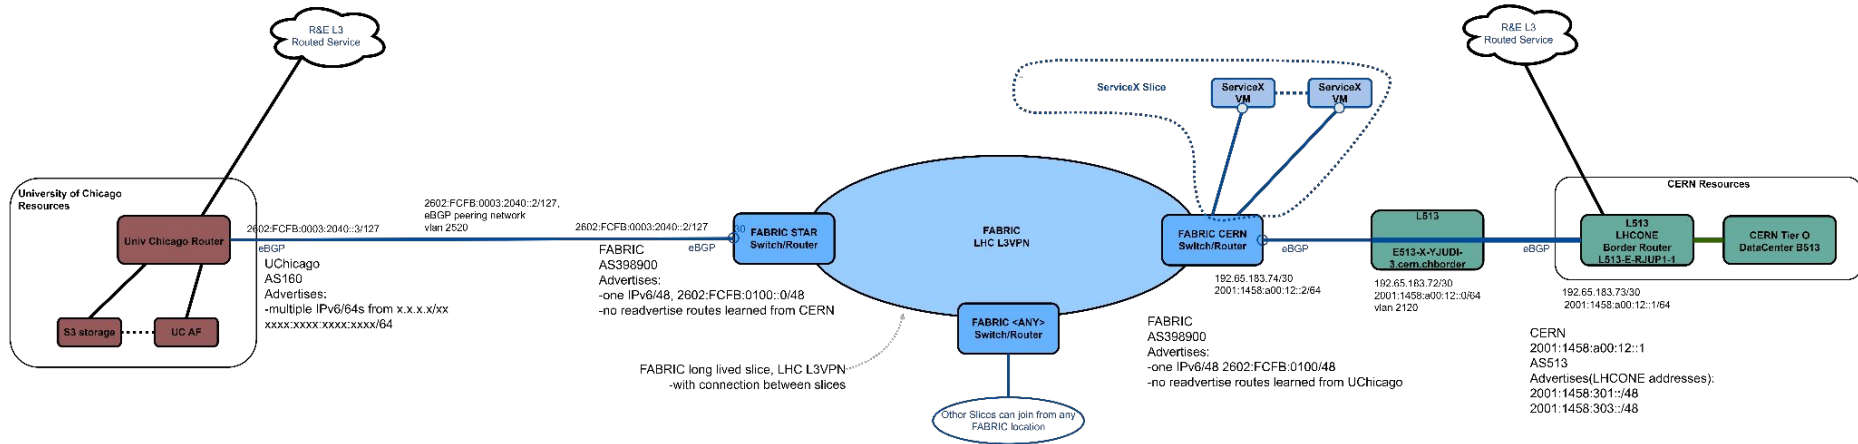 R&E L3
Routed Service
R&E L3
Routed Service
ServiceX Slice
ServiceX
VM
ServiceX
VM
University of Chicago
Resources
CERN Resources
2602:FCFB:0003:2040::2/127,
eBGP peering network
vlan 2520
2602:FCFB:0003:2040::3/127
2602:FCFB:0003:2040::2/127
Univ Chicago Router
eBGP
eBGP
30
FABRIC STAR
Switch/Router
FABRIC
LHC L3VPN
FABRIC CERN
Switch/Router
eBGP
L513
E513-X-YJUDI-
3.cern.chborder
eBGP
L513
LHCONE
Border Router
L513-E-RJUP1-1
CERN Tier O
DataCenter B513
UChicago
AS160
Advertises:
-multiple IPv6/64s from x.x.x.x/xx
xxxx:xxxx:xxxx:xxxx/64
FABRIC
AS398900
Advertises:
-one IPv6/48, 2602:FCFB:0100::0/48
-no readvertise routes learned from CERN
192.65.183.74/30
2001:1458:a00:12::2/64
192.65.183.72/30
2001:1458:a00:12::0/64
vlan 2120
192.65.183.73/30
2001:1458:a00:12::1/64
S3 storage
UC AF
FABRIC <ANY>
Switch/Router
FABRIC
AS398900
Advertises:
-one IPv6/48 2602:FCFB:0100/48
-no readvertise routes learned from UChicago
CERN
2001:1458:a00:12::1
AS513
Advertises(LHCONE addresses):
2001:1458:301::/48
2001:1458:303::/48
FABRIC long lived slice, LHC L3VPN
-with connection between slices
Other Slices can join from any
FABRIC location